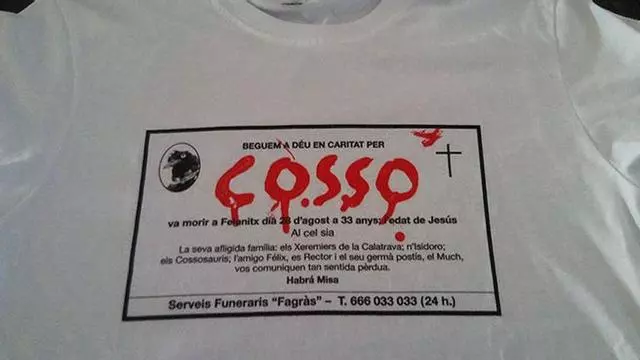 BEGUEM A DÉU EN CARITAT PER
COSSO
va morir a Felanitx dia 28 d'agost a 33 anys; l'edat de Jesús
Al cel sia
La seva afligida família: els Xeremiers de la Calatrava; n'Isidoro;
els Cossosauris; l'amigo Félix, es Rector i el seu germà postís, el Much,
vos comuniquen tan sentida pèrdua.
Habrá Misa
Serveis Funeraris "Fagràs" – T. 666 033 033 (24 h.)